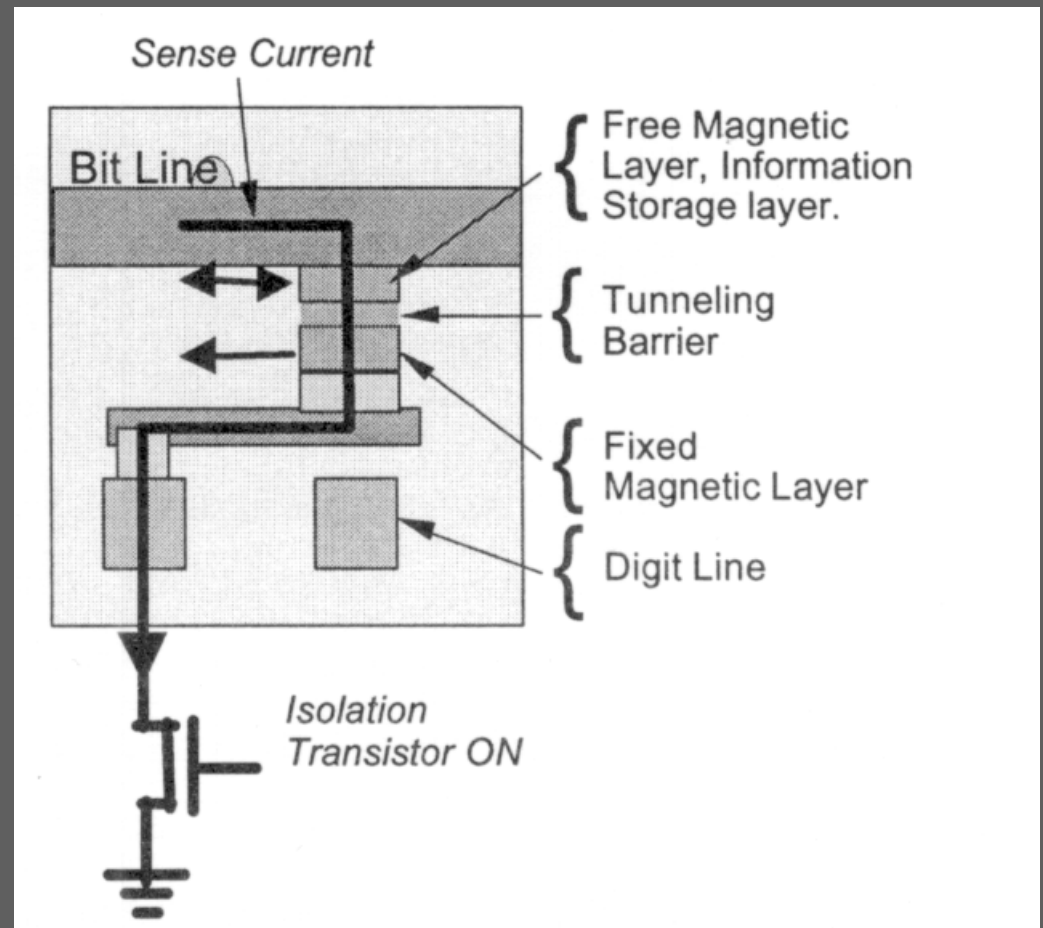 Sense Current
Bit Line
Free Magnetic
Layer, Information
Storage layer.
Tunneling
Barrier
Fixed
Magnetic Layer
Digit Line
Isolation
Transistor ON